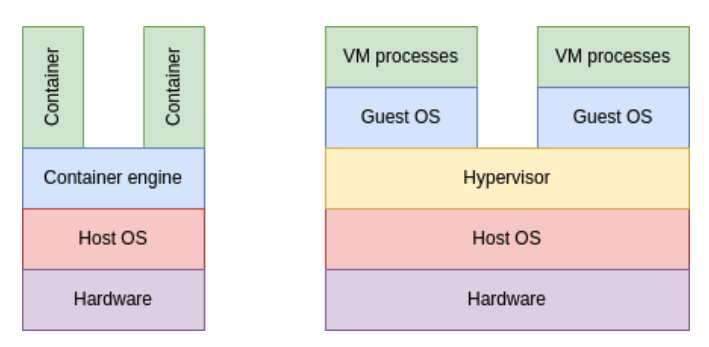 Container
Container
Container engine
Host OS
Hardware
VM processes
VM processes
Guest OS
Guest OS
Hypervisor
Host OS
Hardware